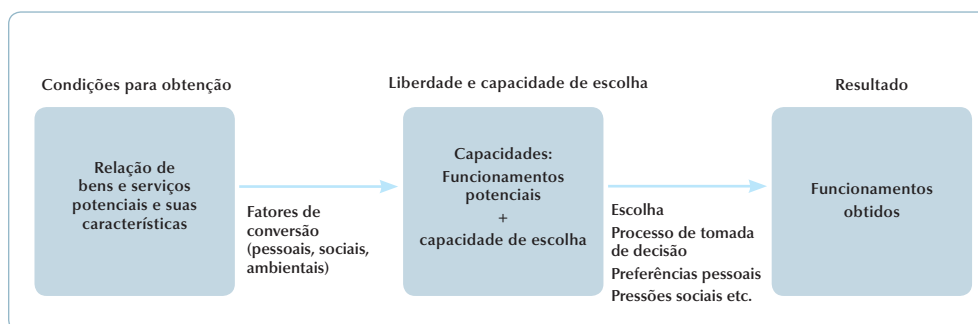 Condições para obtenção
Liberdade e capacidade de escolha
Resultado
Relação de
bens e serviços
potenciais e suas
características
Fatores de
conversão
(pessoais, sociais,
ambientais)
Capacidades:
Funcionamentos
potenciais
+
capacidade de escolha
Escolha
Processo de tomada
de decisão
Preferências pessoais
Pressões sociais etc.
Funcionamentos
obtidos